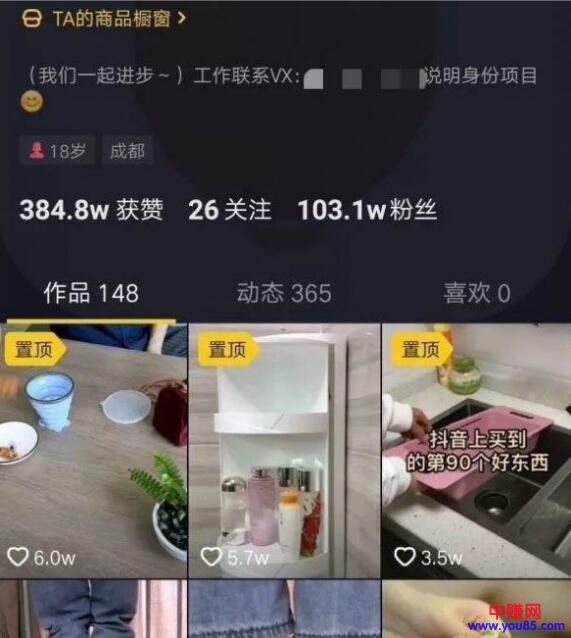 TA的商品橱窗 >
（我们一起进步～）工作联系VX:
说明身份项目
18岁 成都
384.8w 获赞 26 关注 103.1w 粉丝
作品 148 动态 365 喜欢 0
置顶 置顶 置顶
抖音上买到
的第90个好东西
6.0w 5.7w 3.5w
中赚网
www.you85.com